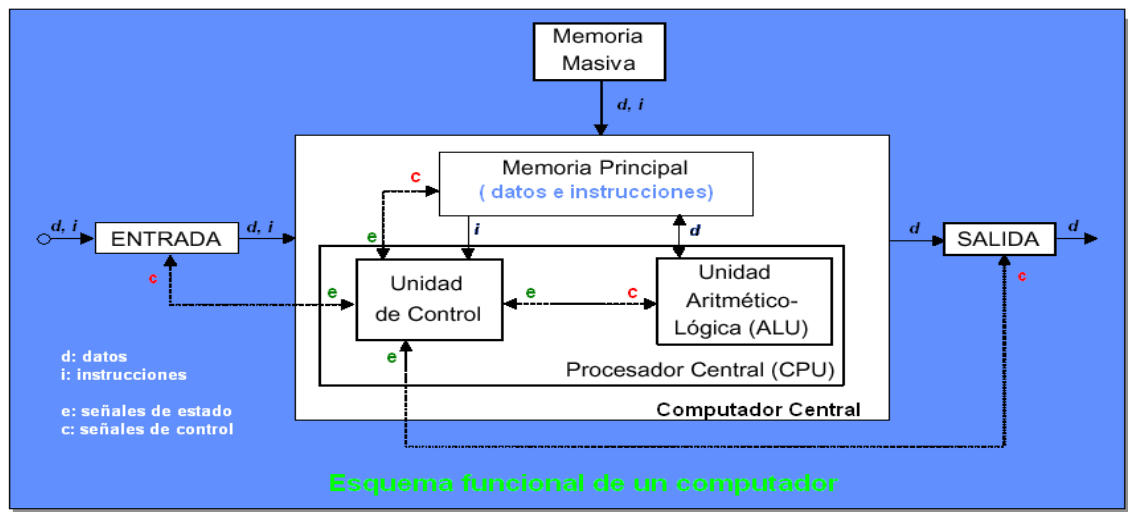 Memoria
Masiva
d, i
Memoria Principal
( datos e instrucciones)
c
d, i
ENTRADA
d, i
e
i
d
d
SALIDA
d
c
e
Unidad
de Control
e
c
Unidad
Aritmético-
Lógica (ALU)
c
e
Procesador Central (CPU)
Computador Central
d: datos
i: instrucciones
e: señales de estado
c: señales de control
Esquema funcional de un computador